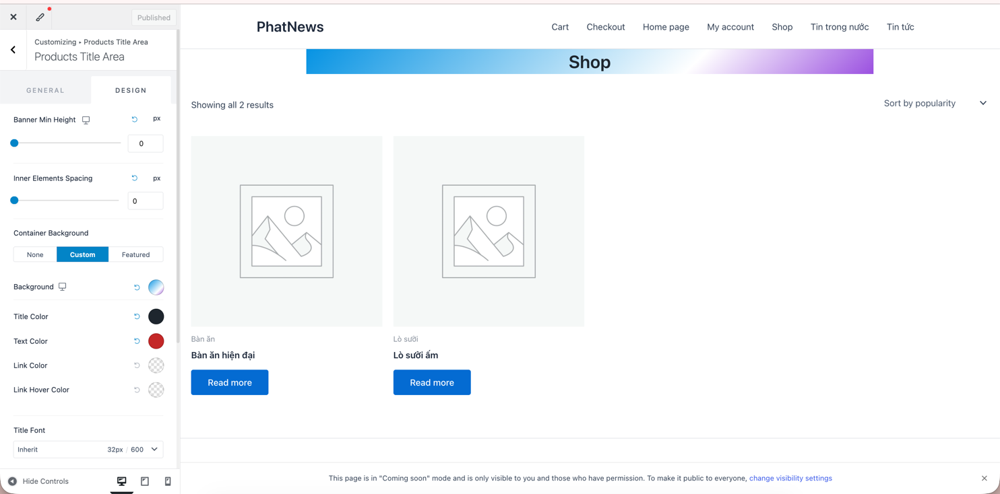 Published
Customizing ▸ Products Title Area
Products Title Area
GENERAL
DESIGN
Banner Min Height
px
0
Inner Elements Spacing
px
0
Container Background
None
Custom
Featured
Background
Title Color
Text Color
Link Color
Link Hover Color
Title Font
Inherit
32px / 600
Hide Controls
PhatNews
Cart
Checkout
Home page
My account
Shop
Tin trong nước
Tin tức
Shop
Showing all 2 results
Sort by popularity
Bàn ăn
Bàn ăn hiện đại
Read more
Lò sưởi
Lò sưởi ấm
Read more
This page is in "Coming soon" mode and is only visible to you and those who have permission. To make it public to everyone, change visibility settings